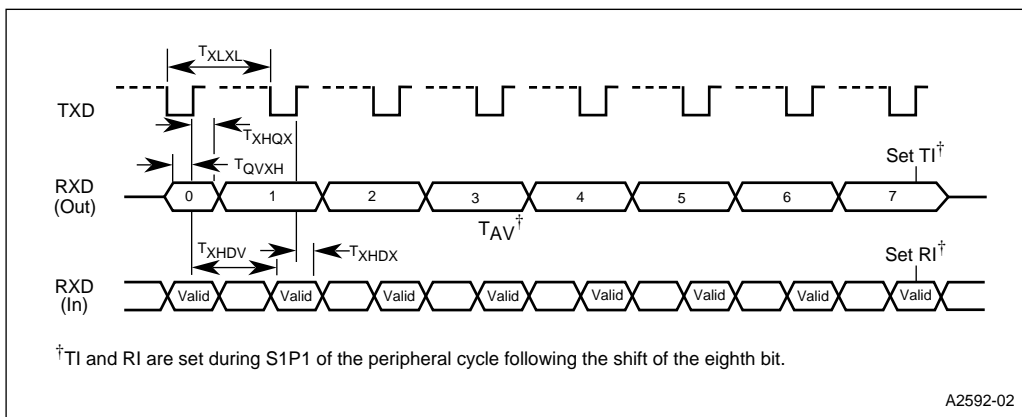 TXLXL
TXD
TXHQX
TQVXH
Set TI†
RXD
(Out)
0 1 2 3 4 5 6 7
TAV†
TXHDV
TXHDX
Set RI†
RXD
(In)
Valid Valid Valid Valid Valid Valid Valid Valid
†TI and RI are set during S1P1 of the peripheral cycle following the shift of the eighth bit.
A2592-02